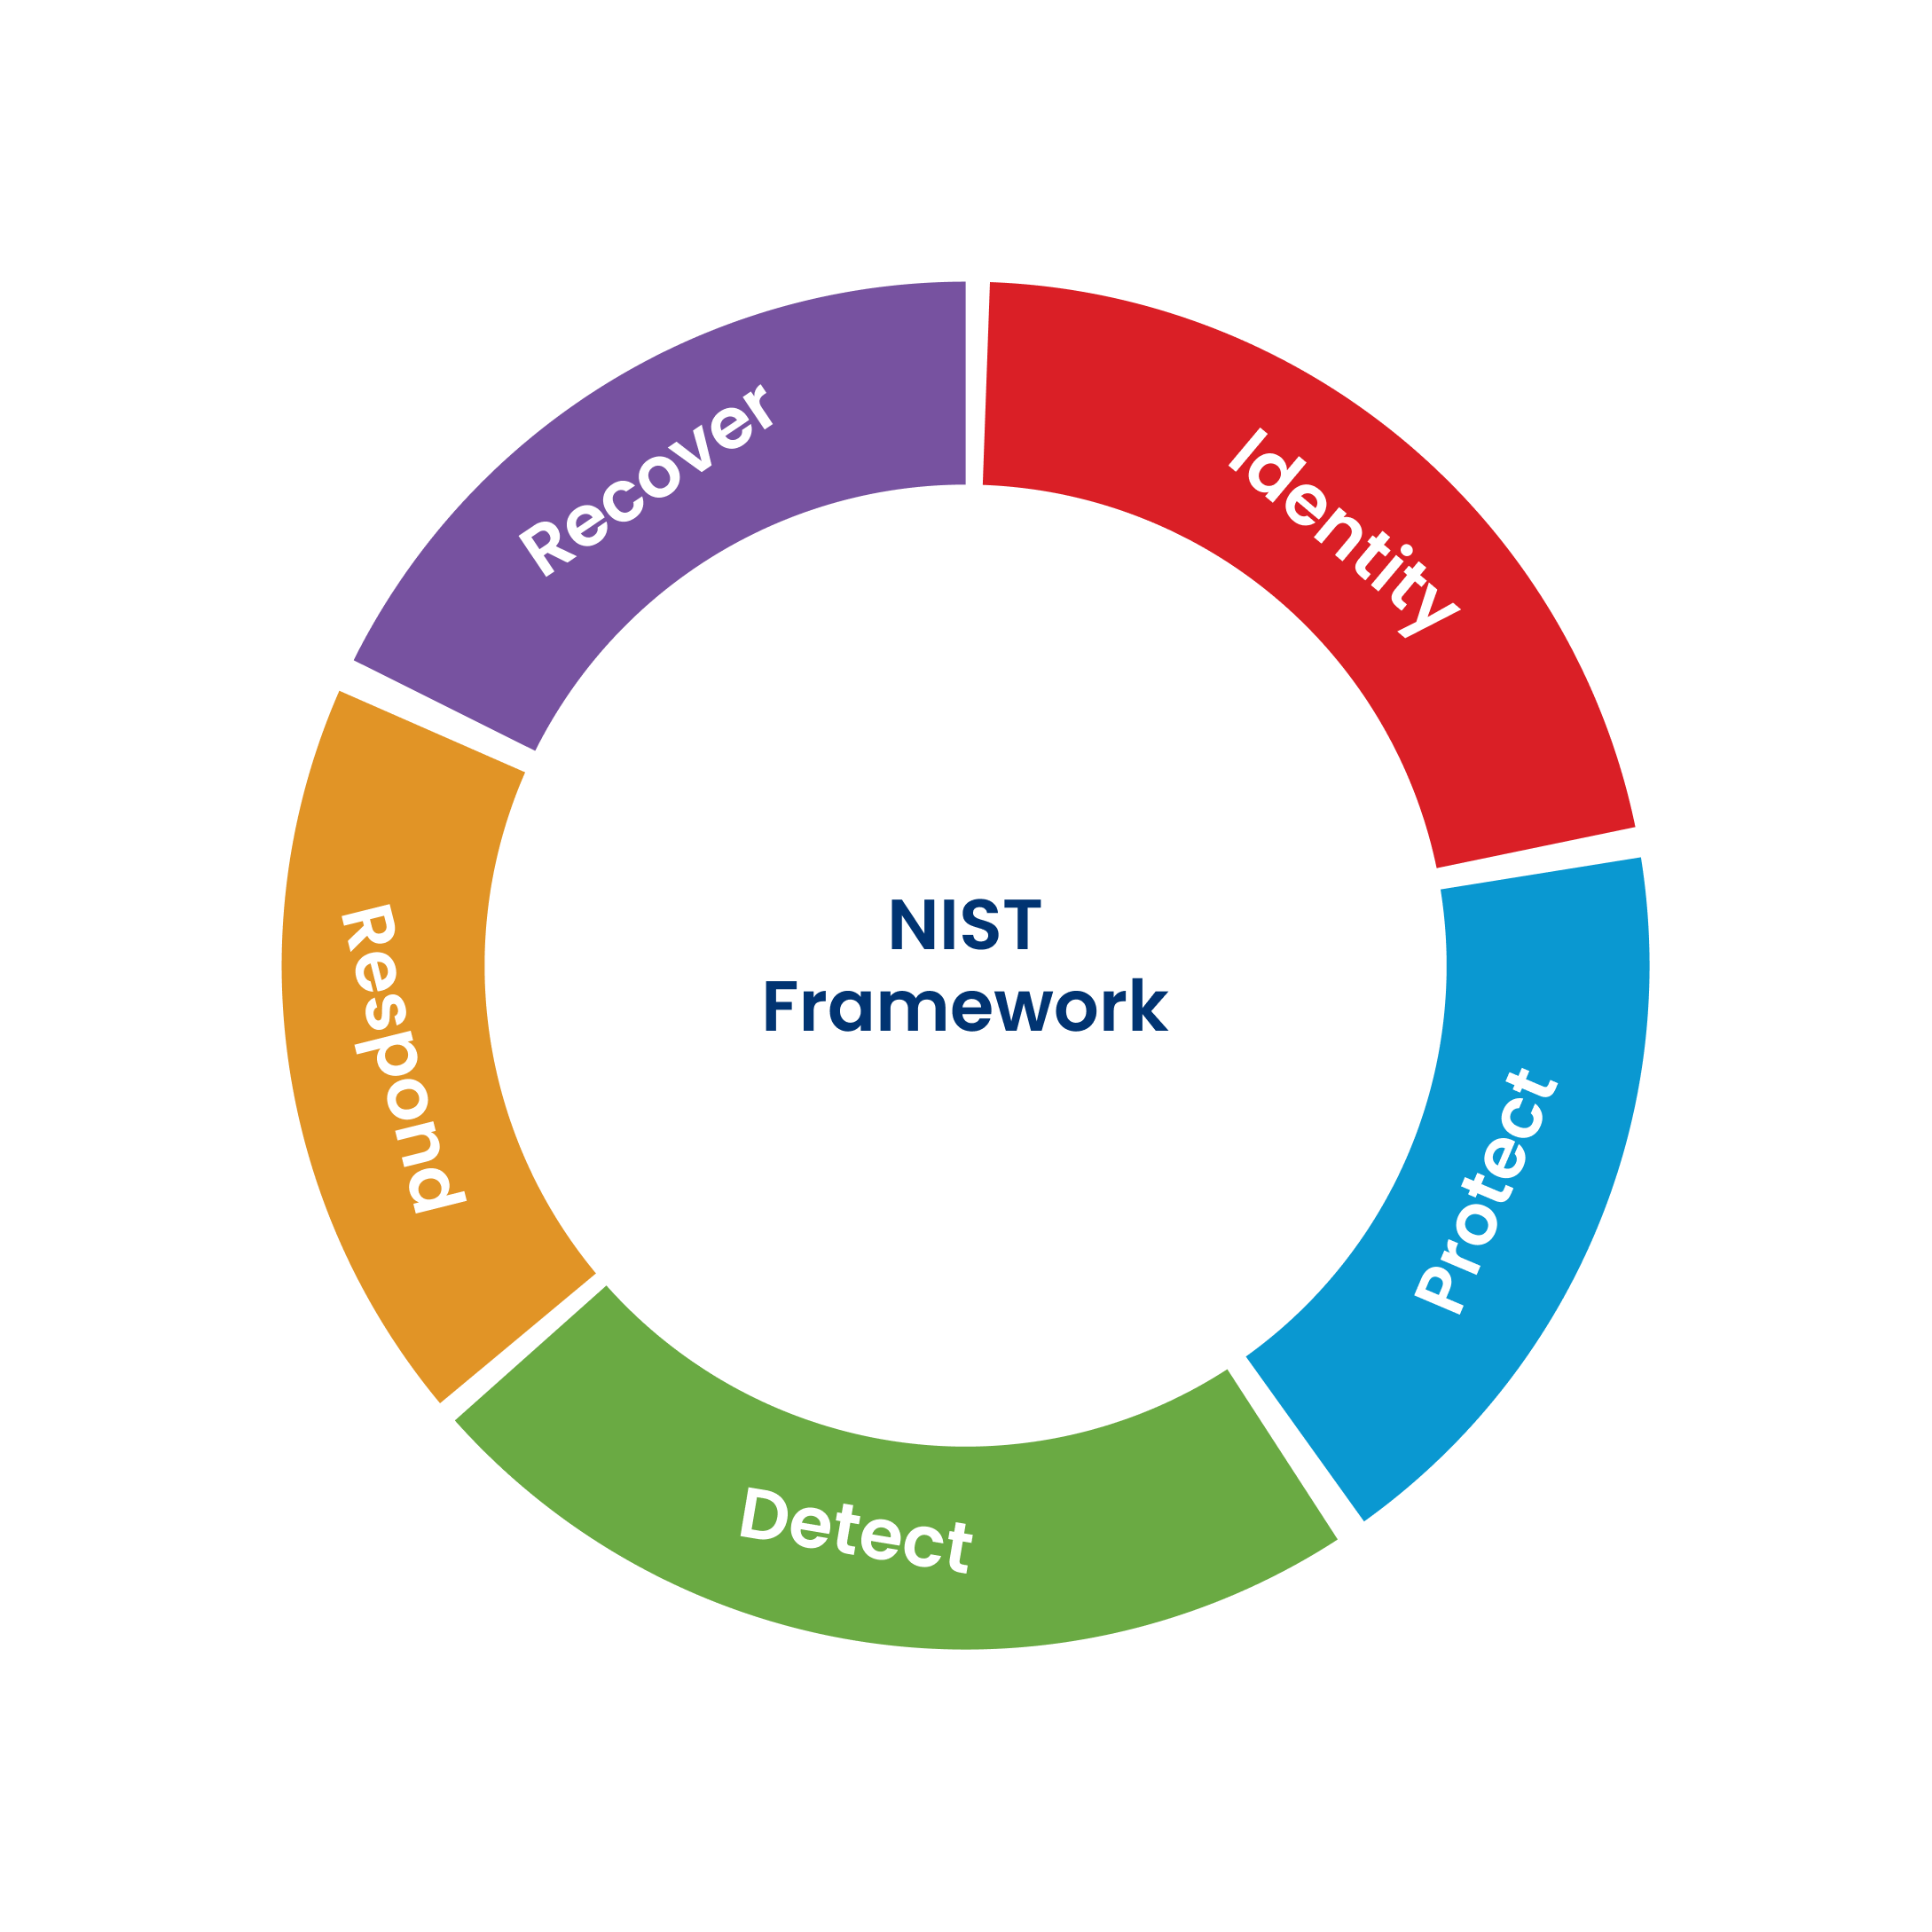 NIST
Framework
Identity
Protect
Detect
Respond
Recover